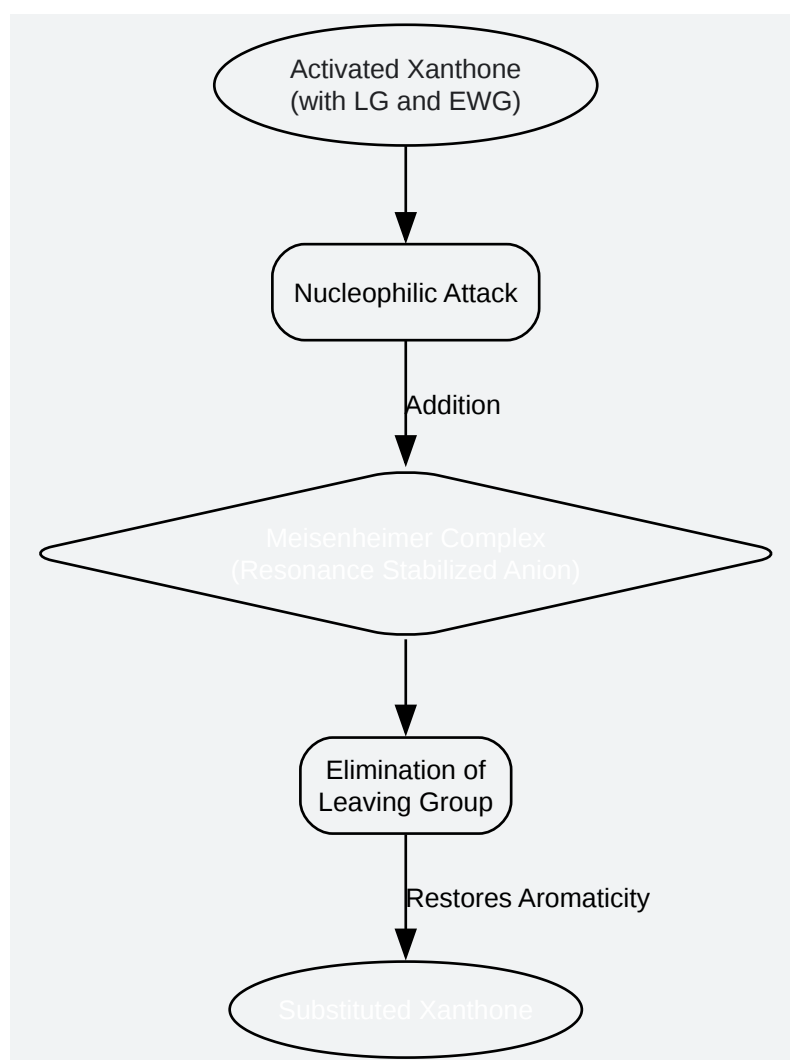 Activated Xanthone
(with LG and EWG)
Nucleophilic Attack
Addition
Meisenheimer Complex
(Resonance Stabilized Anion)
Elimination of
Leaving Group
Restores Aromaticity
Substituted Xanthone